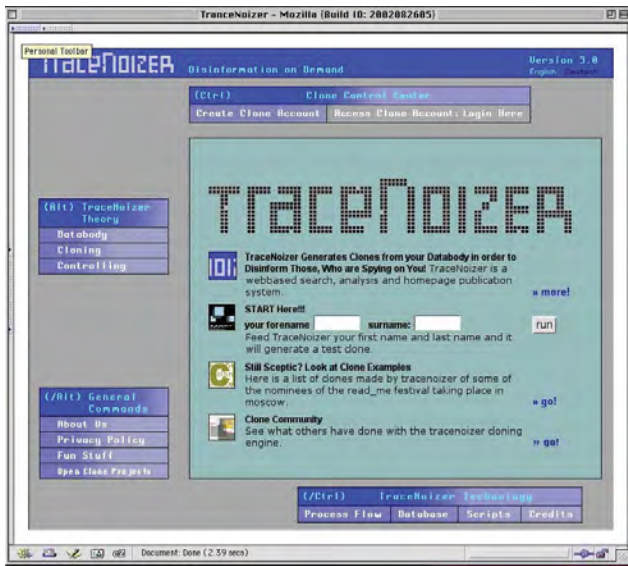 TranceNoizer - Mozilla {Build ID: 2002082605}
Personal Toolbar
TraceNoizer Disinformation on Demand
Version 3.0
English Deutsch
(Ctrl) Clone Control Center
Create Clone Account Access Clone Account: Login Here
TraceNoizer
(Alt) TraceNoizer
Theory
Databody
Cloning
Controlling
TraceNoizer Generates Clones from your Databody in order to
Disinform Those, Who are Spying on You! TraceNoizer is a
webbased search, analysis and homepage publication
system.
» more!
START Here!!!
your forename surname: run
Feed TraceNoizer your first name and last name and it
will generate a test clone.
Still Sceptic? Look at Clone Examples
Here is a list of clones made by tracenoizer of some of
the nominees of the read_me festival taking place in
moscow.
» go!
Clone Community
See what others have done with the tracenoizer cloning
engine.
» go!
(/Alt) General
Commands
About Us
Privacy Policy
Fun Stuff
Open Clone Projects
(/Ctrl) TraceNoizer Technology
Process Flow Database Scripts Credits
Document: Done (2.39 secs)